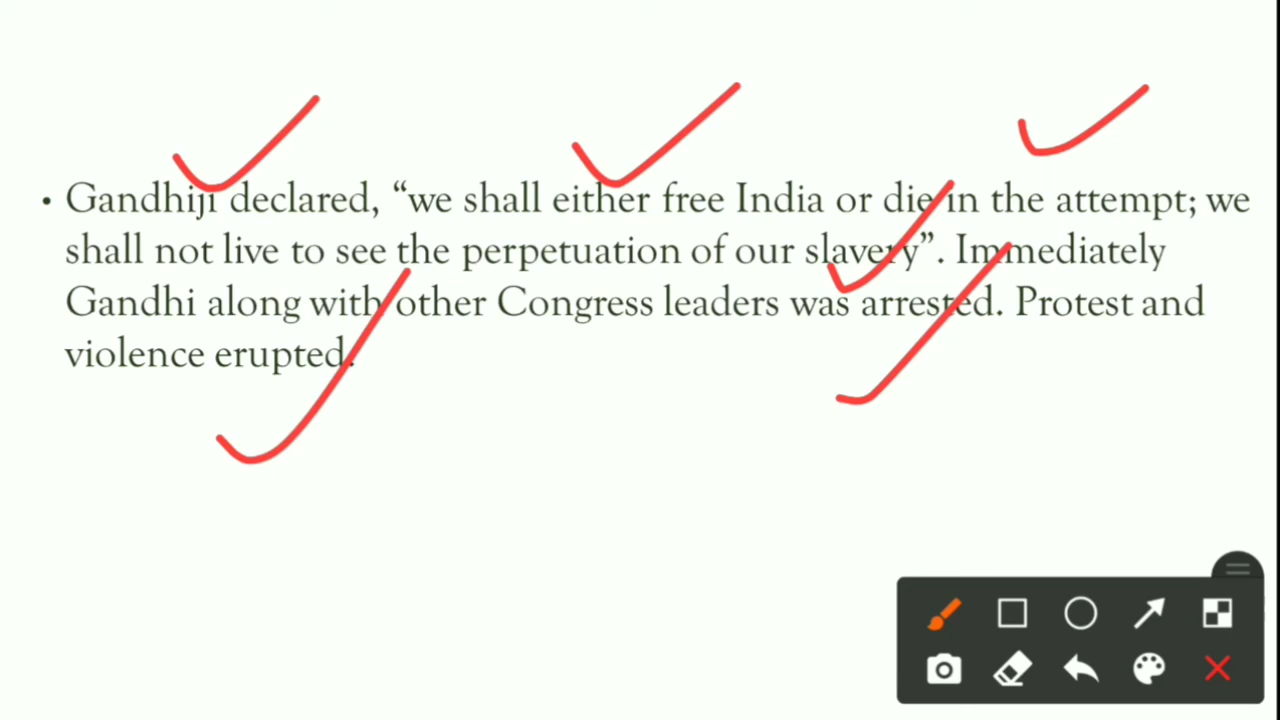 • Gandhiji declared, “we shall either free India or die in the attempt; we
shall not live to see the perpetuation of our slavery”. Immediately
Gandhi along with other Congress leaders was arrested. Protest and
violence erupted.